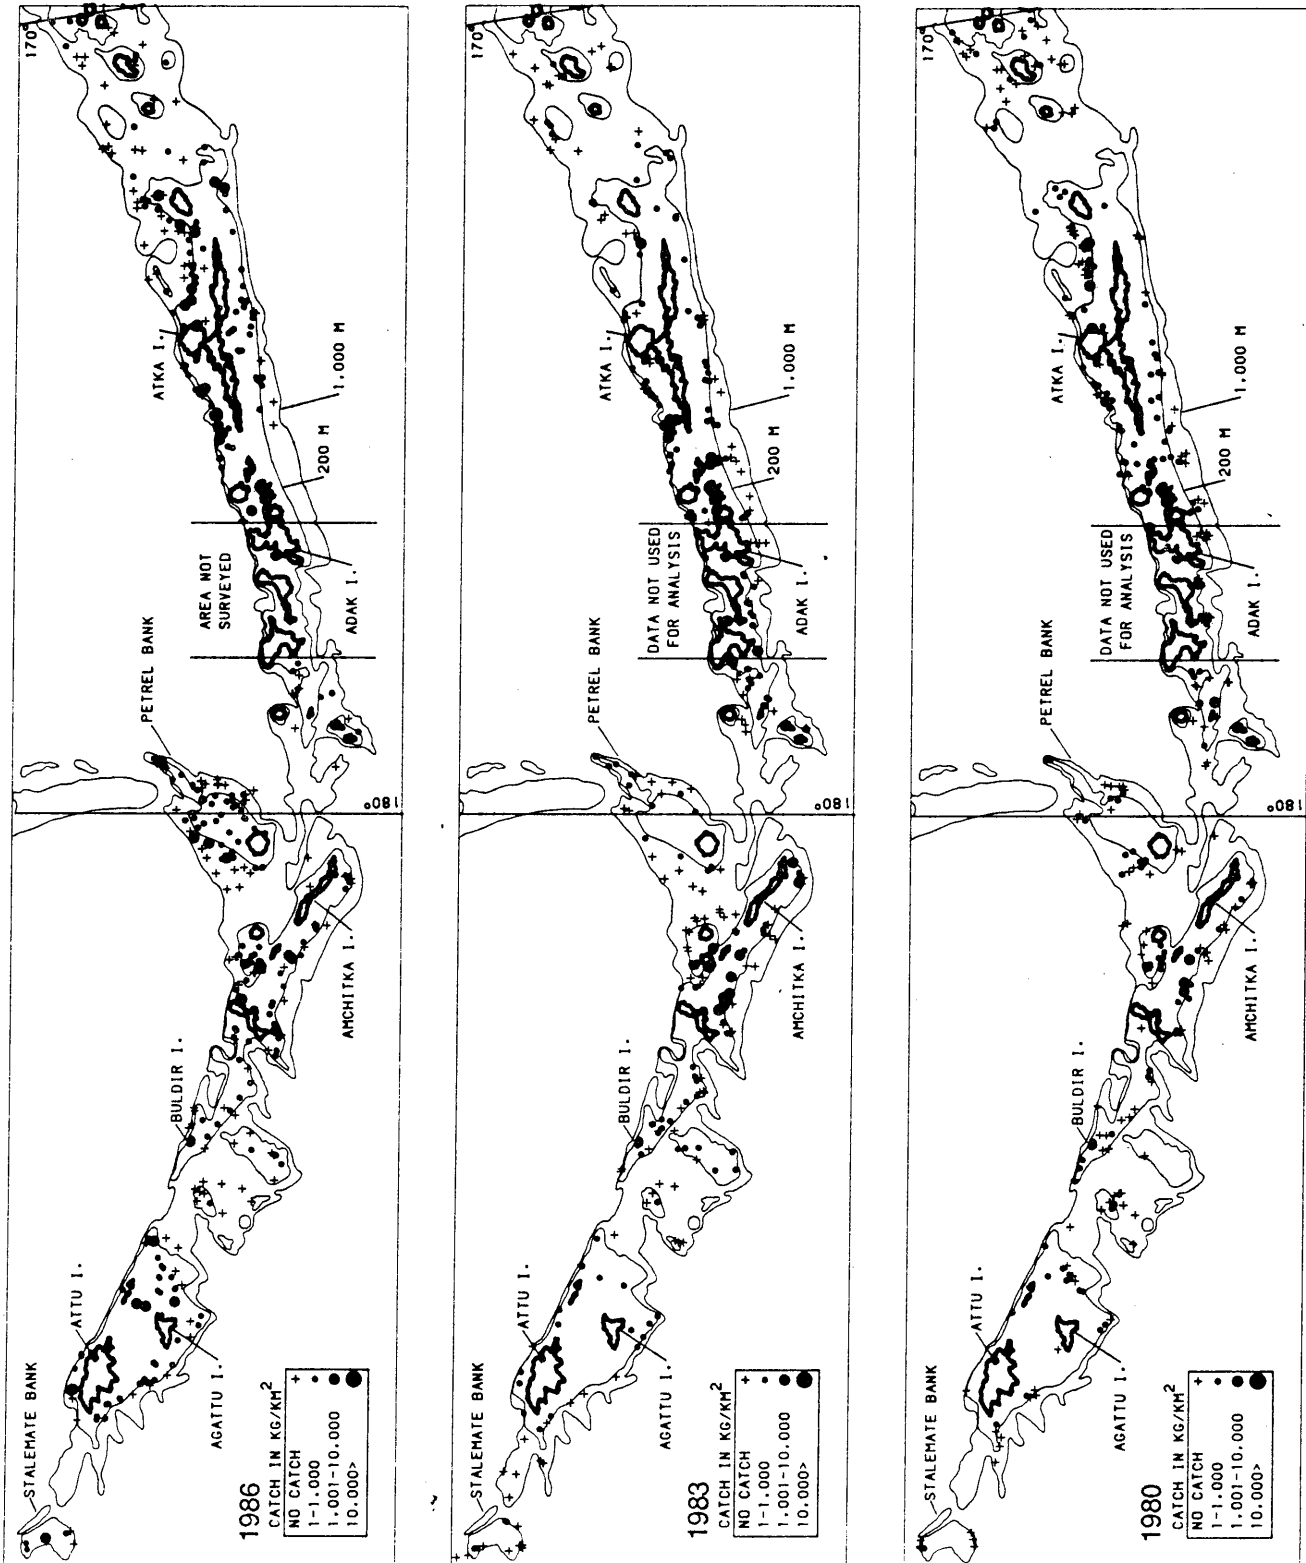 170°
ATKA I.
1.000 M
200 M
AREA NOT
SURVEYED
ADAK I.
PETREL BANK
180°
AMCHITKA I.
BULDIR I.
ATTU I.
AGATTU I.
STALEMATE BANK
1986
CATCH IN KG/KM²
NO CATCH +
1-1.000
1.001-10.000
10.000>
170°
ATKA I.
1.000 M
200 M
DATA NOT USED
FOR ANALYSIS
ADAK I.
PETREL BANK
180°
AMCHITKA I.
BULDIR I.
ATTU I.
AGATTU I.
STALEMATE BANK
1983
CATCH IN KG/KM²
NO CATCH +
1-1.000
1.001-10.000
10.000>
170°
ATKA I.
1.000 M
200 M
DATA NOT USED
FOR ANALYSIS
ADAK I.
PETREL BANK
180°
AMCHITKA I.
BULDIR I.
ATTU I.
AGATTU I.
STALEMATE BANK
1980
CATCH IN KG/KM²
NO CATCH +
1-1.000
1.001-10.000
10.000>